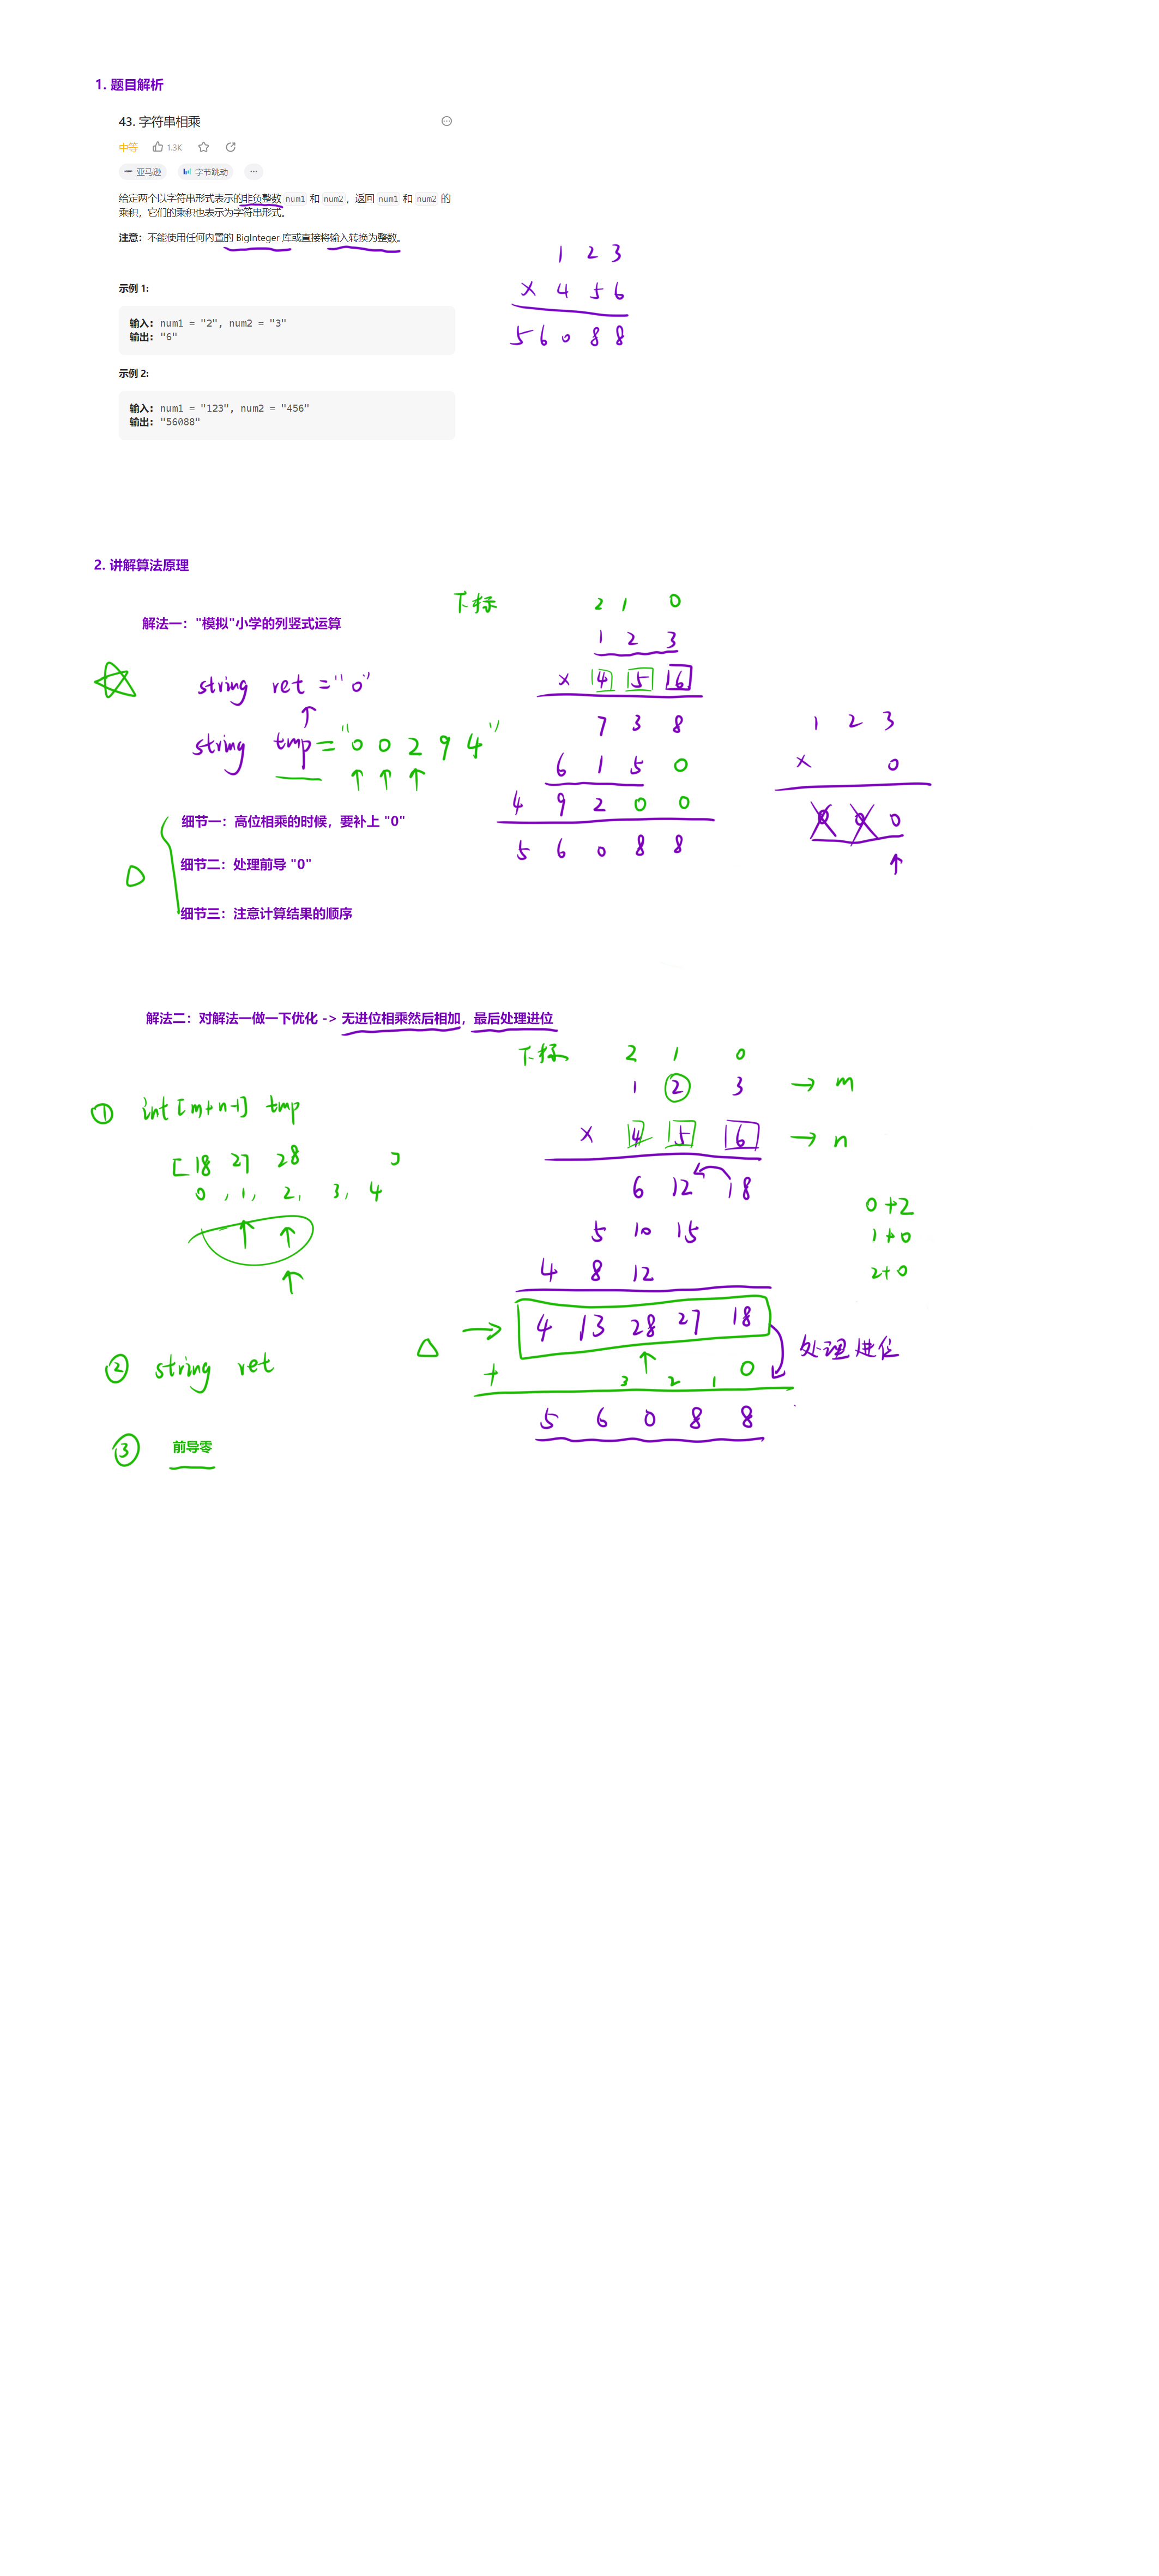 1. 题目解析
43. 字符串相乘
中等 1.3K
亚马逊 字节跳动 ...
给定两个以字符串形式表示的非负整数 num1 和 num2，返回 num1 和 num2 的
乘积，它们的乘积也表示为字符串形式。
注意：不能使用任何内置的 BigInteger 库或直接将输入转换为整数。
1 2 3
× 4 5 6
5 6 0 8 8
示例 1:
输入: num1 = "2", num2 = "3"
输出: "6"
示例 2:
输入: num1 = "123", num2 = "456"
输出: "56088"
2. 讲解算法原理
解法一："模拟"小学的列竖式运算
下标 2 1 0
1 2 3
× 4 5 6
7 3 8
6 1 5 0
4 9 2 0 0
5 6 0 8 8
1 2 3
× 0
0 0 0
string ret = "0"
string tmp = "0 0 2 9 4"
细节一：高位相乘的时候，要补上 "0"
细节二：处理前导 "0"
细节三：注意计算结果的顺序
解法二：对解法一做一下优化 -> 无进位相乘然后相加，最后处理进位
下标 2 1 0
1 2 3 → m
× 4 5 6 → n
6 12 18
5 10 15
4 8 12
4 13 28 27 18
处理进位
+ 3 2 1 0
5 6 0 8 8
0+2
1+0
2+0
① int[m+n-1] tmp
[18 27 28 ]
0, 1, 2, 3, 4
② string ret
③ 前导零